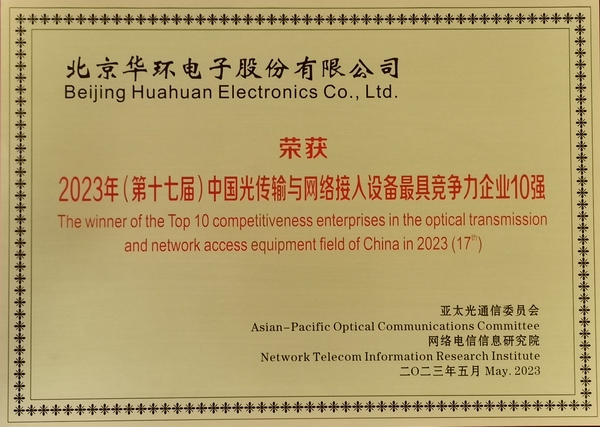 北京华环电子股份有限公司
Beijing Huahuan Electronics Co., Ltd.
荣获
2023年（第十七届）中国光传输与网络接入设备最具竞争力企业10强
The winner of the Top 10 competitiveness enterprises in the optical transmission
and network access equipment field of China in 2023 (17th)
亚太光通信委员会
Asian-Pacific Optical Communications Committee
网络电信信息研究院
Network Telecom Information Research Institute
二〇二三年五月 May. 2023